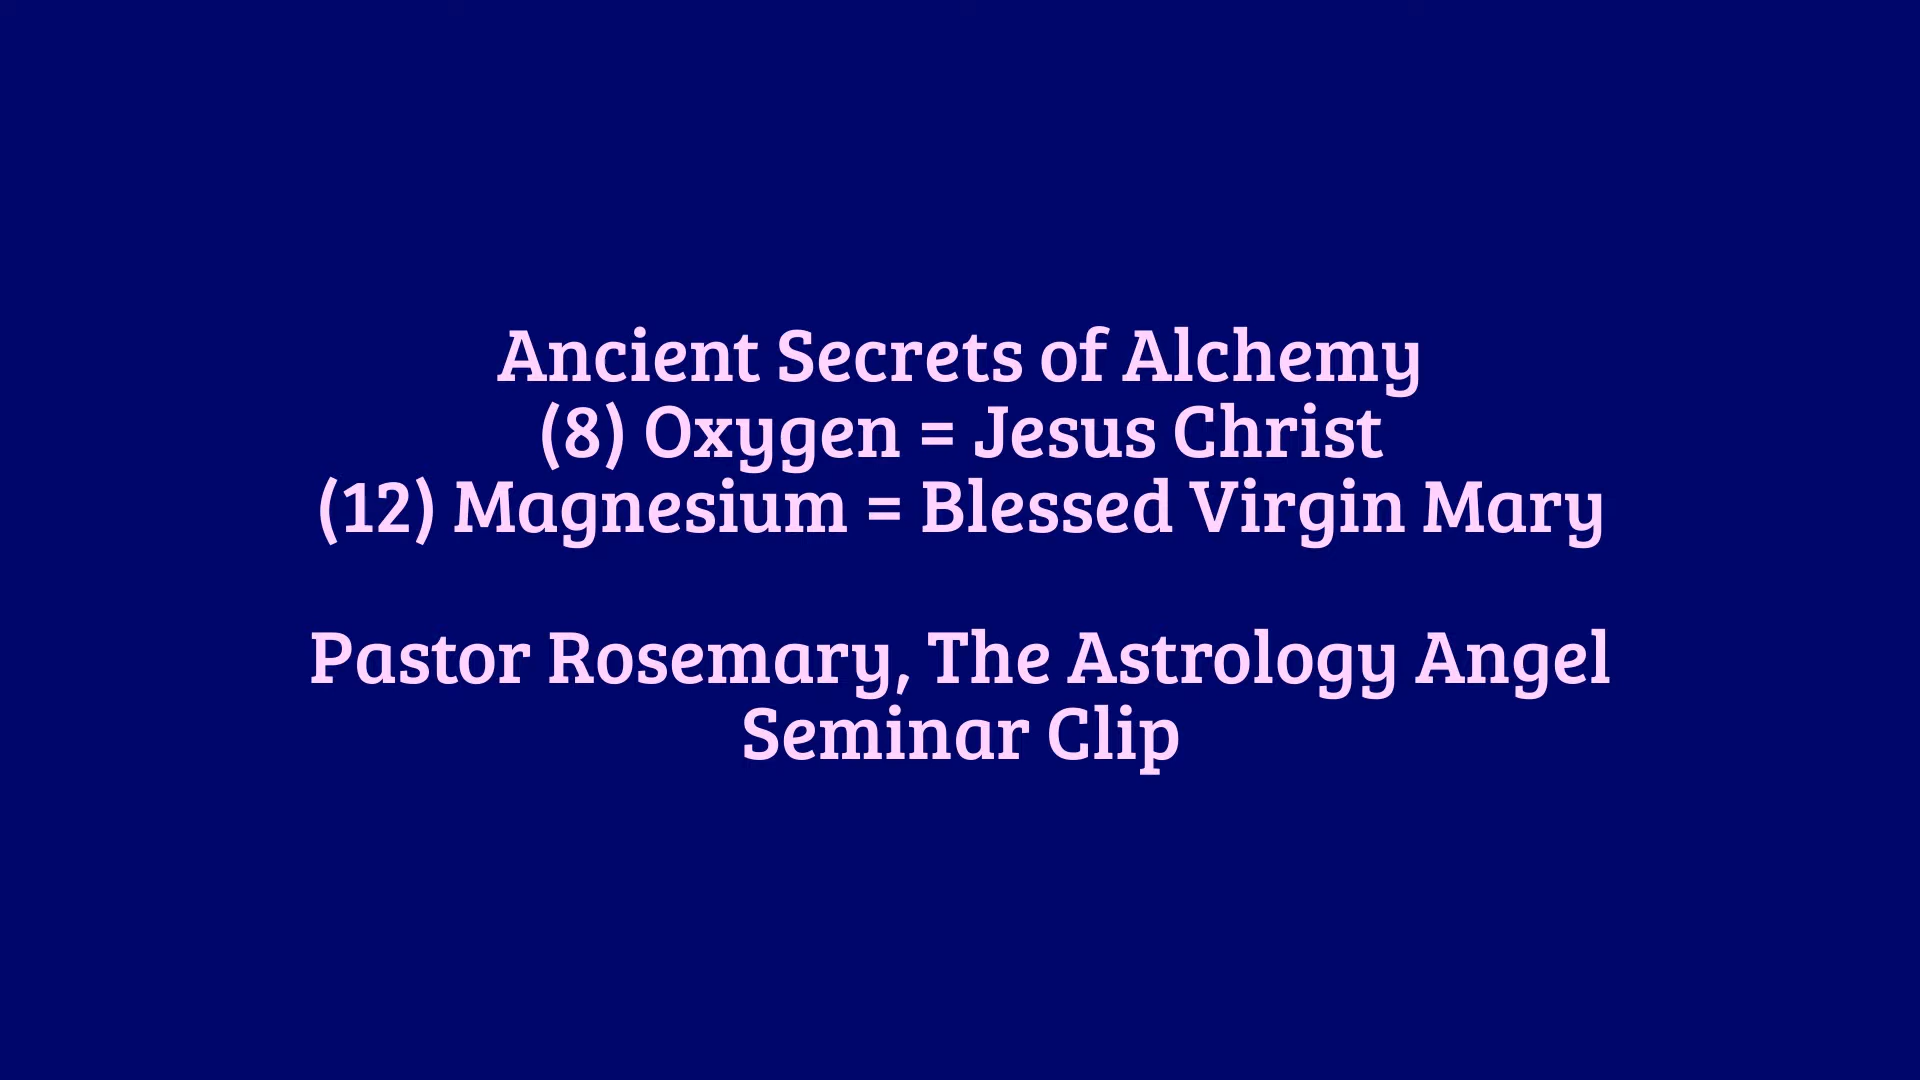 Ancient Secrets of Alchemy
(8) Oxygen = Jesus Christ
(12) Magnesium = Blessed Virgin Mary
Pastor Rosemary, The Astrology Angel
Seminar Clip